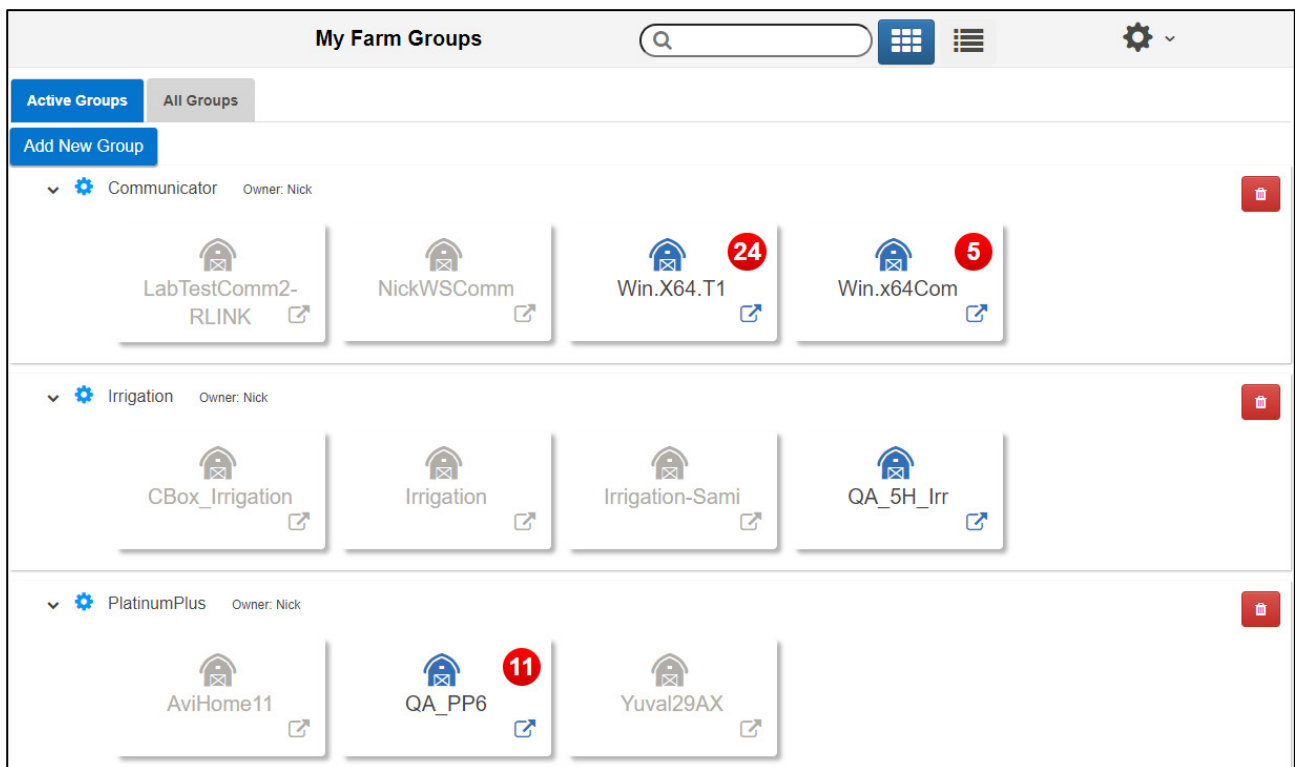 My Farm Groups
Active Groups All Groups
Add New Group
Communicator Owner: Nick
LabTestComm2-
RLINK
NickWSComm
24
Win.X64.T1
5
Win.x64Com
Irrigation Owner: Nick
CBox_Irrigation
Irrigation
Irrigation-Sami
QA_5H_Irr
PlatinumPlus Owner: Nick
AviHome11
11
QA_PP6
Yuval29AX